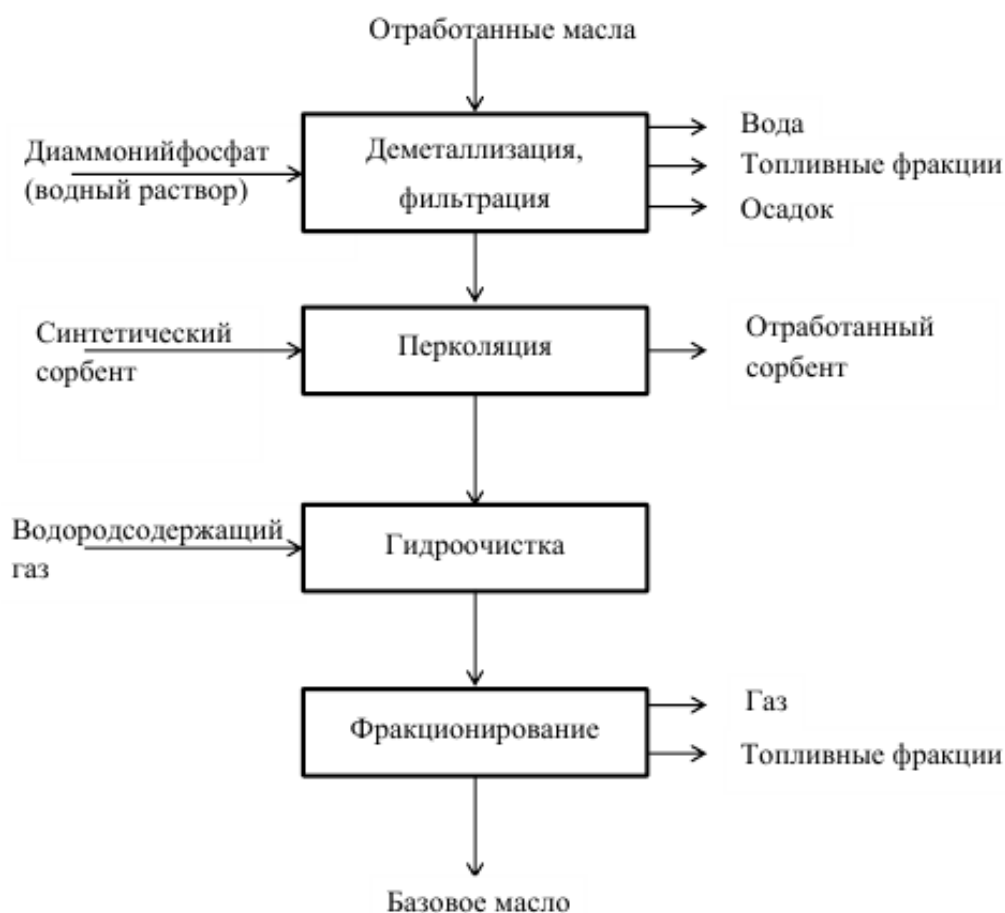 Отработанные масла
Диаммонийфосфат
(водный раствор)
Деметаллизация,
фильтрация
Вода
Топливные фракции
Осадок
Синтетический
сорбент
Перколяция
Отработанный
сорбент
Водородсодержащий
газ
Гидроочистка
Фракционирование
Газ
Топливные фракции
Базовое масло